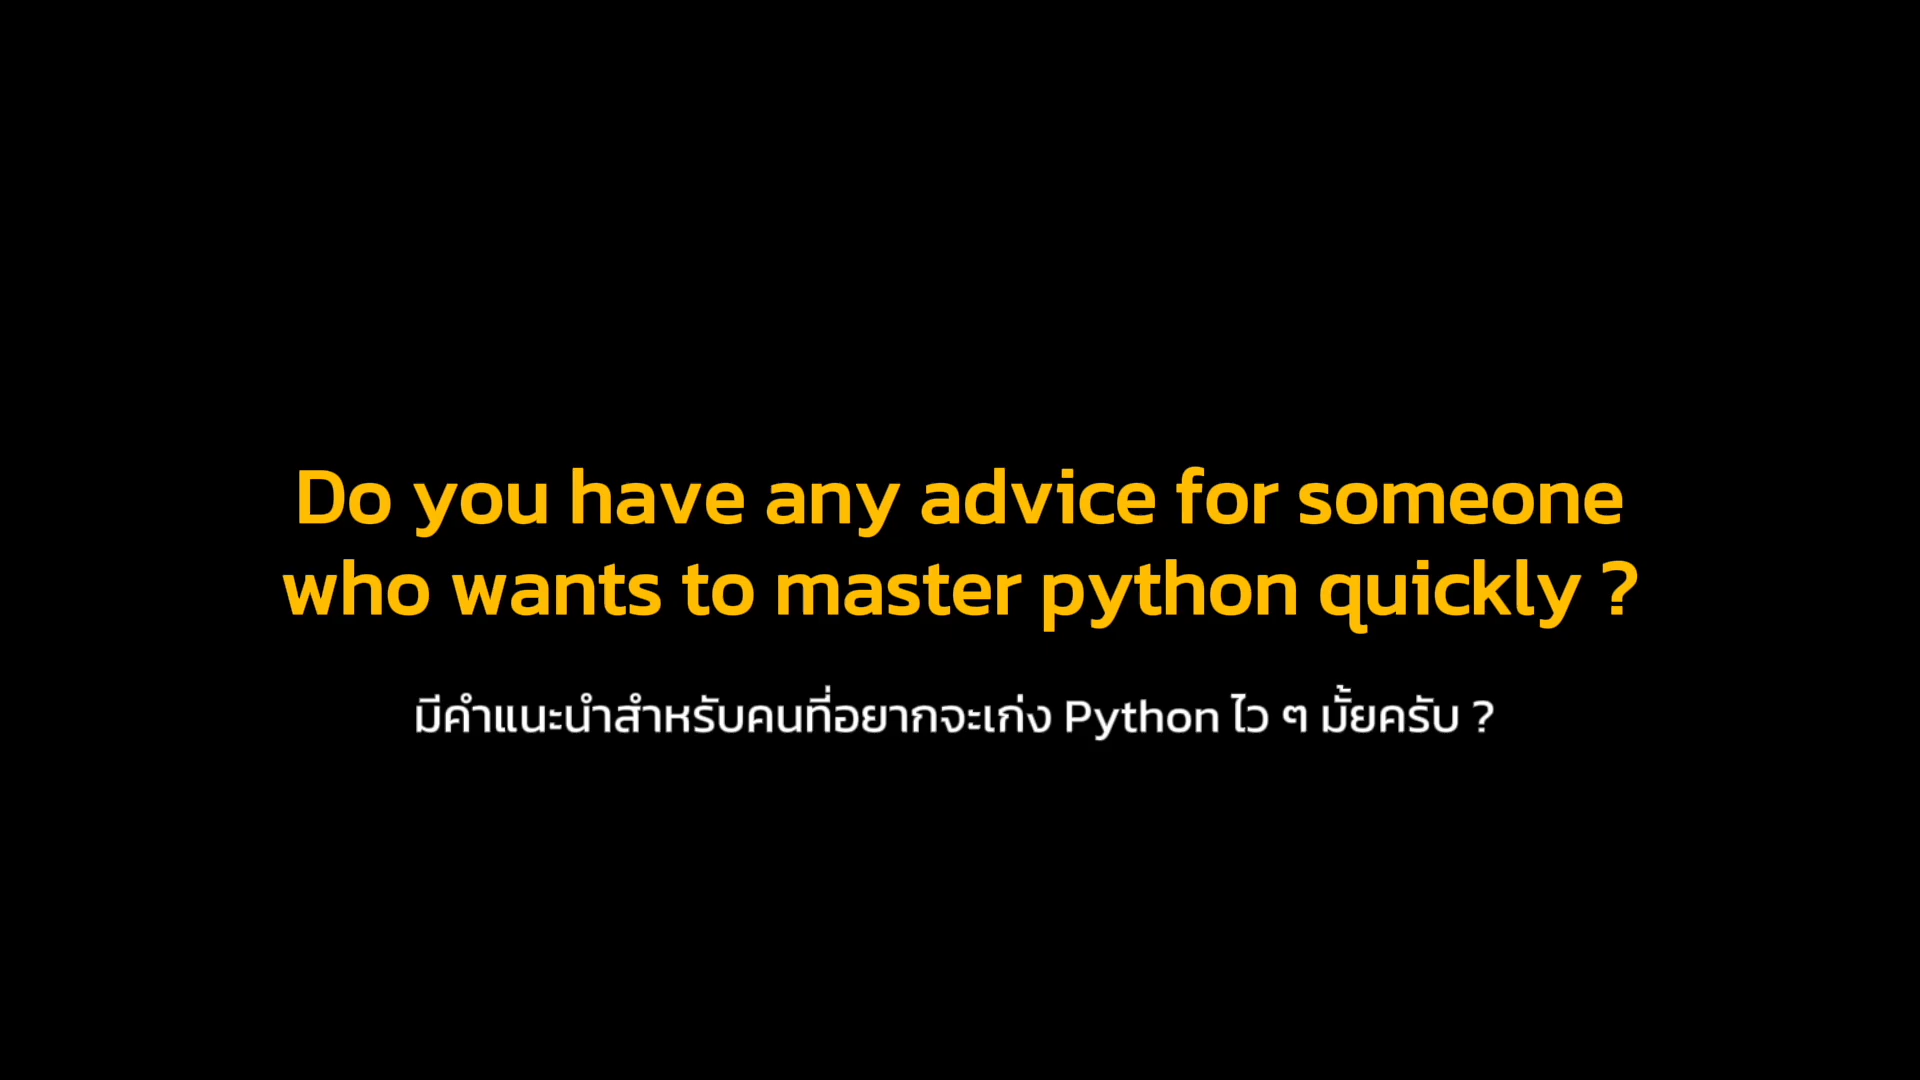 Do you have any advice for someone
who wants to master python quickly ?
มีคำแนะนำสำหรับคนที่อยากจะเก่ง Python ไว ๆ มั้ยครับ ?